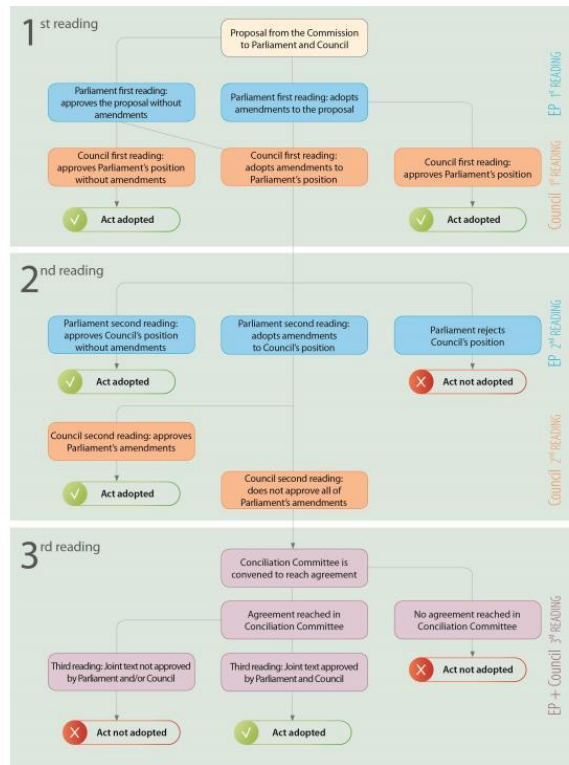 1st reading
Proposal from the Commission
to Parliament and Council
Parliament first reading:
approves the proposal without
amendments
Parliament first reading: adopts
amendments to the proposal
EP 1st READING
Council first reading:
approves Parliament's position
without amendments
Council first reading:
adopts amendments to
Parliament's position
Council first reading:
approves Parliament's position
Council 1st READING
Act adopted
Act adopted
2nd reading
Parliament second reading:
approves Council's position
without amendments
Parliament second reading:
adopts amendments
to Council's position
Parliament rejects
Council's position
EP 2nd READING
Act adopted
Act not adopted
Council second reading: approves
Parliament's amendments
Council 2nd READING
Act adopted
Council second reading:
does not approve all of
Parliament's amendments
3rd reading
Conciliation Committee is
convened to reach agreement
Agreement reached in
Conciliation Committee
No agreement reached in
Conciliation Committee
EP + Council 3rd READING
Third reading: Joint text not approved
by Parliament and/or Council
Third reading: Joint text approved
by Parliament and Council
Act not adopted
Act not adopted
Act adopted